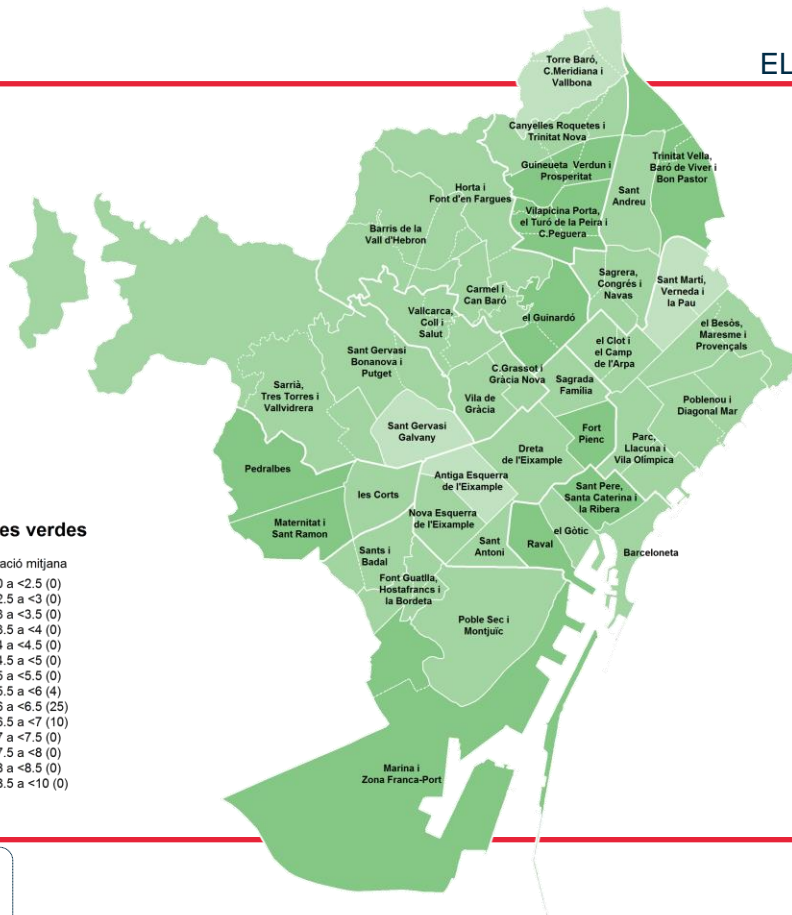 EL
Torre Baró,
C.Meridiana i
Vallbona
Canyelles Roquetes i
Trinitat Nova
Guineueta Verdun i
Prosperitat
Trinitat Vella,
Baró de Viver i
Bon Pastor
Sant
Andreu
Horta i
Font d'en Fargues
Vilapicina Porta,
el Turó de la Peira i
C.Peguera
Barris de la
Vall d'Hebron
Sagrera,
Congrés i
Navas
Sant Martí,
Verneda i
la Pau
Carmel i
Can Baró
Vallcarca,
Coll i
Salut
el Guinardó
el Besòs,
Maresme i
Provençals
el Clot i
el Camp
de l'Arpa
Sant Gervasi
Bonanova i
Putget
C.Grassot i
Gràcia Nova
Sagrada
Família
Sarrià,
Tres Torres i
Vallvidrera
Vila de
Gràcia
Poblenou i
Diagonal Mar
Sant Gervasi
Galvany
Fort
Pienc
Parc,
Llacuna i
Vila Olímpica
Dreta
de l'Eixample
Pedralbes
Antiga Esquerra
de l'Eixample
Sant Pere,
Santa Caterina i
la Ribera
les Corts
Nova Esquerra
de l'Eixample
Maternitat i
Sant Ramon
el Gòtic
Sant
Antoni
Raval
Barceloneta
Sants i
Badal
Font Guatlla,
Hostafrancs i
la Bordeta
Poble Sec i
Montjuïc
Marina i
Zona Franca-Port
es verdes
ació mitjana
0 a <2.5 (0)
2.5 a <3 (0)
3 a <3.5 (0)
3.5 a <4 (0)
4 a <4.5 (0)
4.5 a <5 (0)
5 a <5.5 (0)
5.5 a <6 (4)
6 a <6.5 (25)
6.5 a <7 (10)
7 a <7.5 (0)
7.5 a <8 (0)
8 a <8.5 (0)
8.5 a <10 (0)